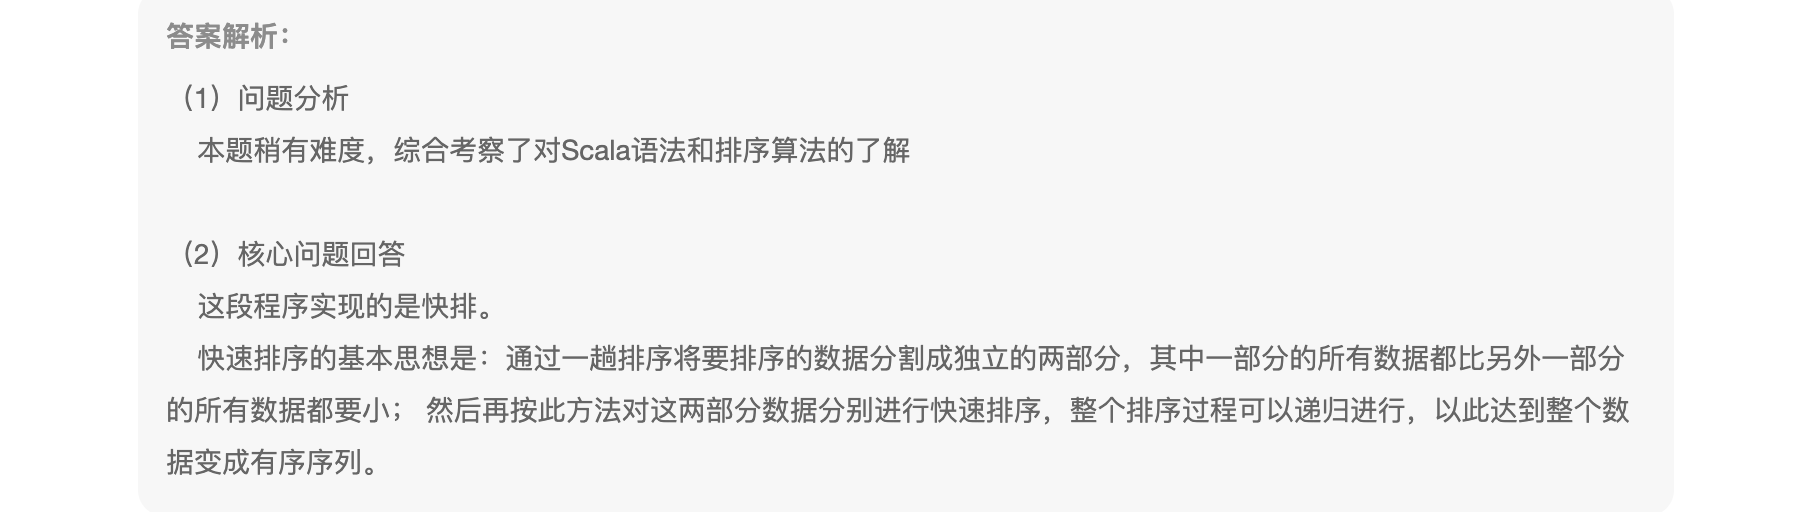 答案解析：
（1）问题分析
本题稍有难度，综合考察了对Scala语法和排序算法的了解
（2）核心问题回答
这段程序实现的是快排。
快速排序的基本思想是：通过一趟排序将要排序的数据分割成独立的两部分，其中一部分的所有数据都比另外一部分
的所有数据都要小； 然后再按此方法对这两部分数据分别进行快速排序，整个排序过程可以递归进行，以此达到整个数
据变成有序序列。